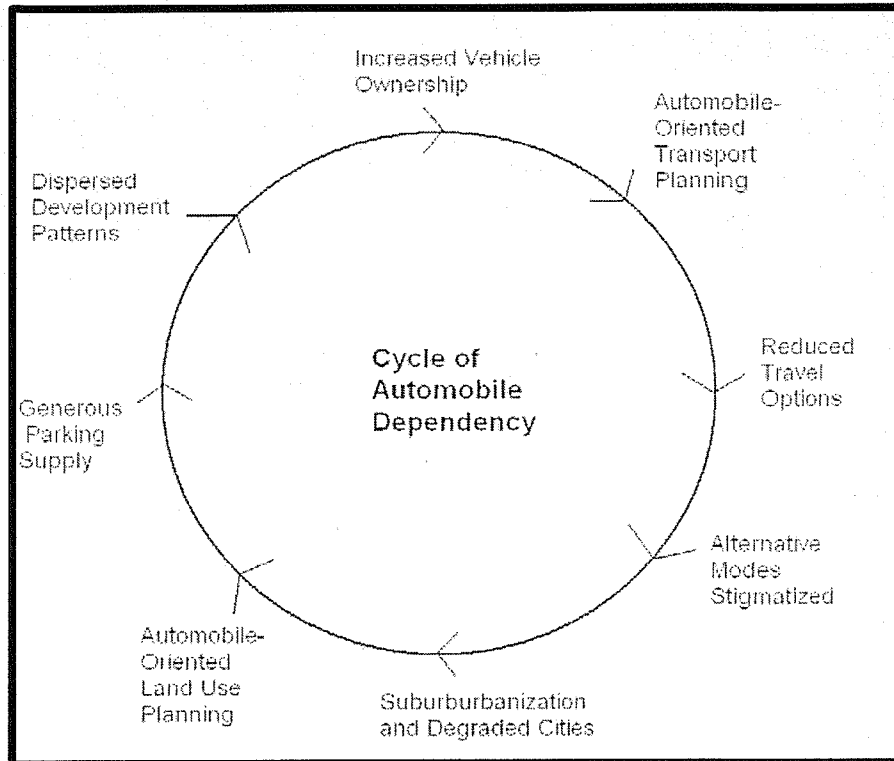 Increased Vehicle
Ownership
Automobile-
Oriented
Transport
Planning
Reduced
Travel
Options
Alternative
Modes
Stigmatized
Suburburbanization
and Degraded Cities
Automobile-
Oriented
Land Use
Planning
Generous
Parking
Supply
Dispersed
Development
Patterns
Cycle of
Automobile
Dependency